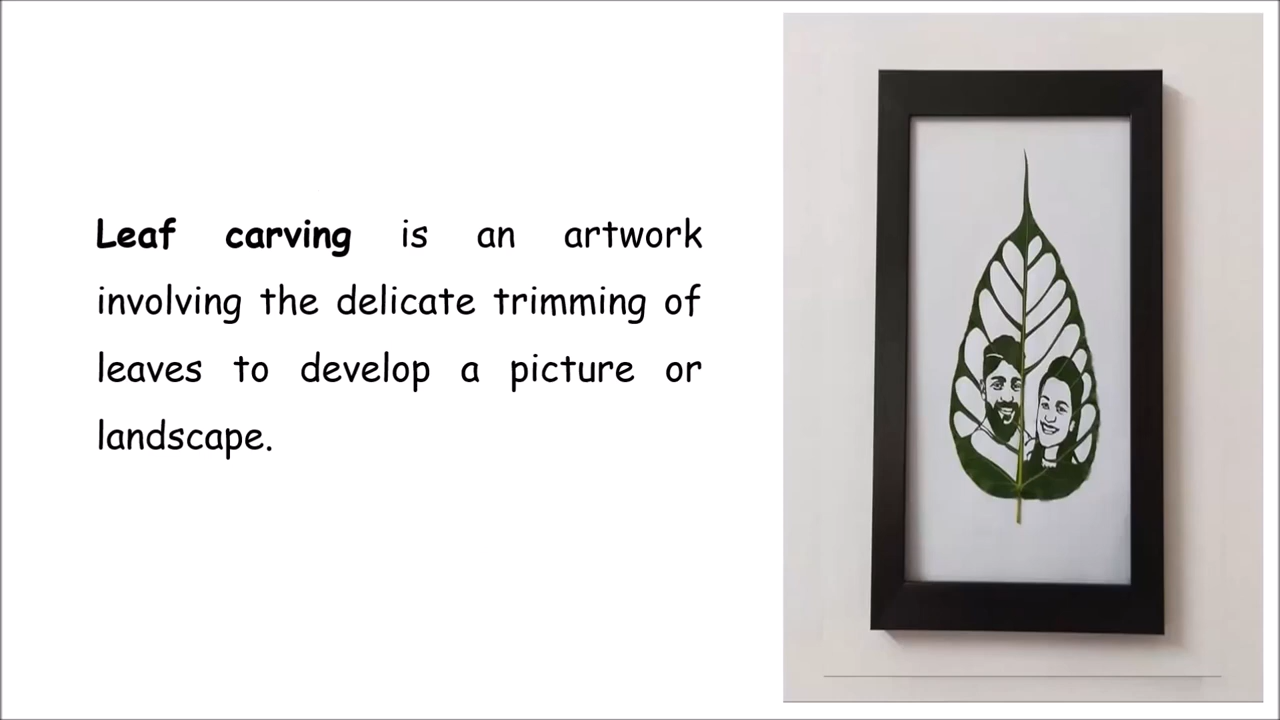 Leaf carving is an artwork
involving the delicate trimming of
leaves to develop a picture or
landscape.